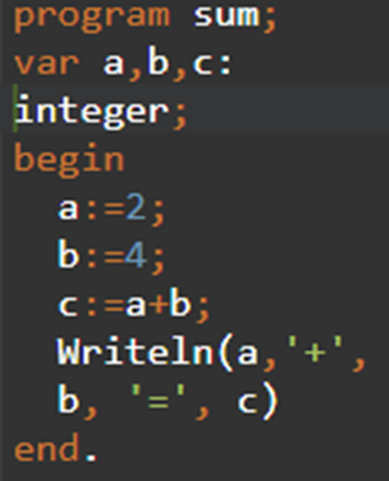 program sum;
var a,b,c:
integer;
begin
  a:=2;
  b:=4;
  c:=a+b;
  Writeln(a,'+',
  b, '=', c)
end.